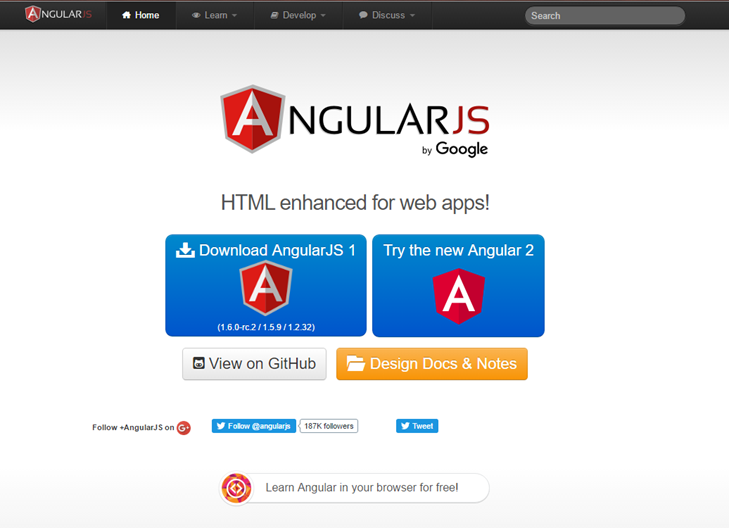 ANGULARJS Home Learn Develop Discuss Search
ANGULARJS
by Google
HTML enhanced for web apps!
Download AngularJS 1
(1.6.0-rc.2 / 1.5.9 / 1.2.32)
Try the new Angular 2
A
View on GitHub
Design Docs & Notes
Follow +AngularJS on G+
Follow @angularjs 187K followers Tweet
Learn Angular in your browser for free!